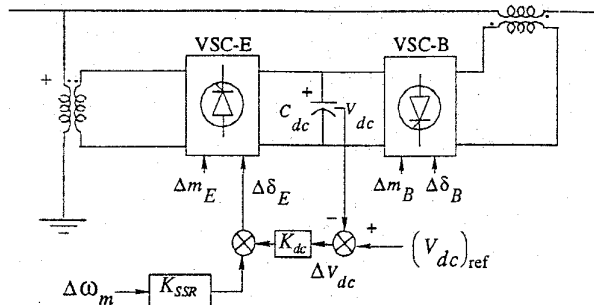 VSC-E
VSC-B
+
+
C_dc
V_dc
Δm_E
Δδ_E
Δm_B
Δδ_B
−
+
K_dc
ΔV_dc
(V_dc)_ref
Δω_m
K_SSR